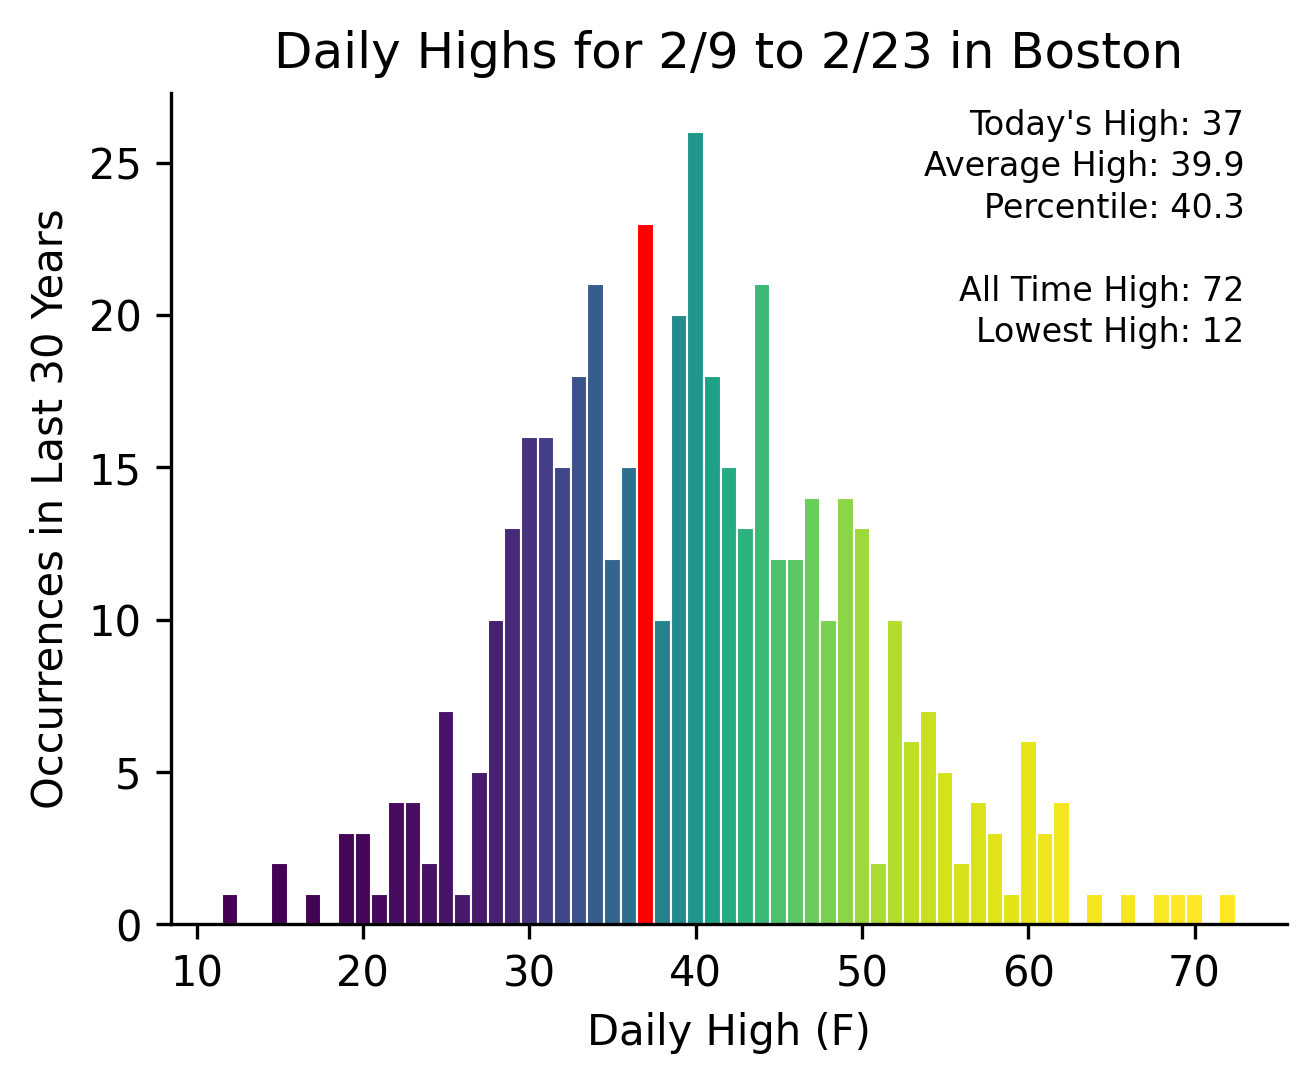 Daily Highs for 2/9 to 2/23 in Boston
Today's High: 37
Average High: 39.9
Percentile: 40.3
All Time High: 72
Lowest High: 12
Occurrences in Last 30 Years
25
20
15
10
5
0
10 20 30 40 50 60 70
Daily High (F)